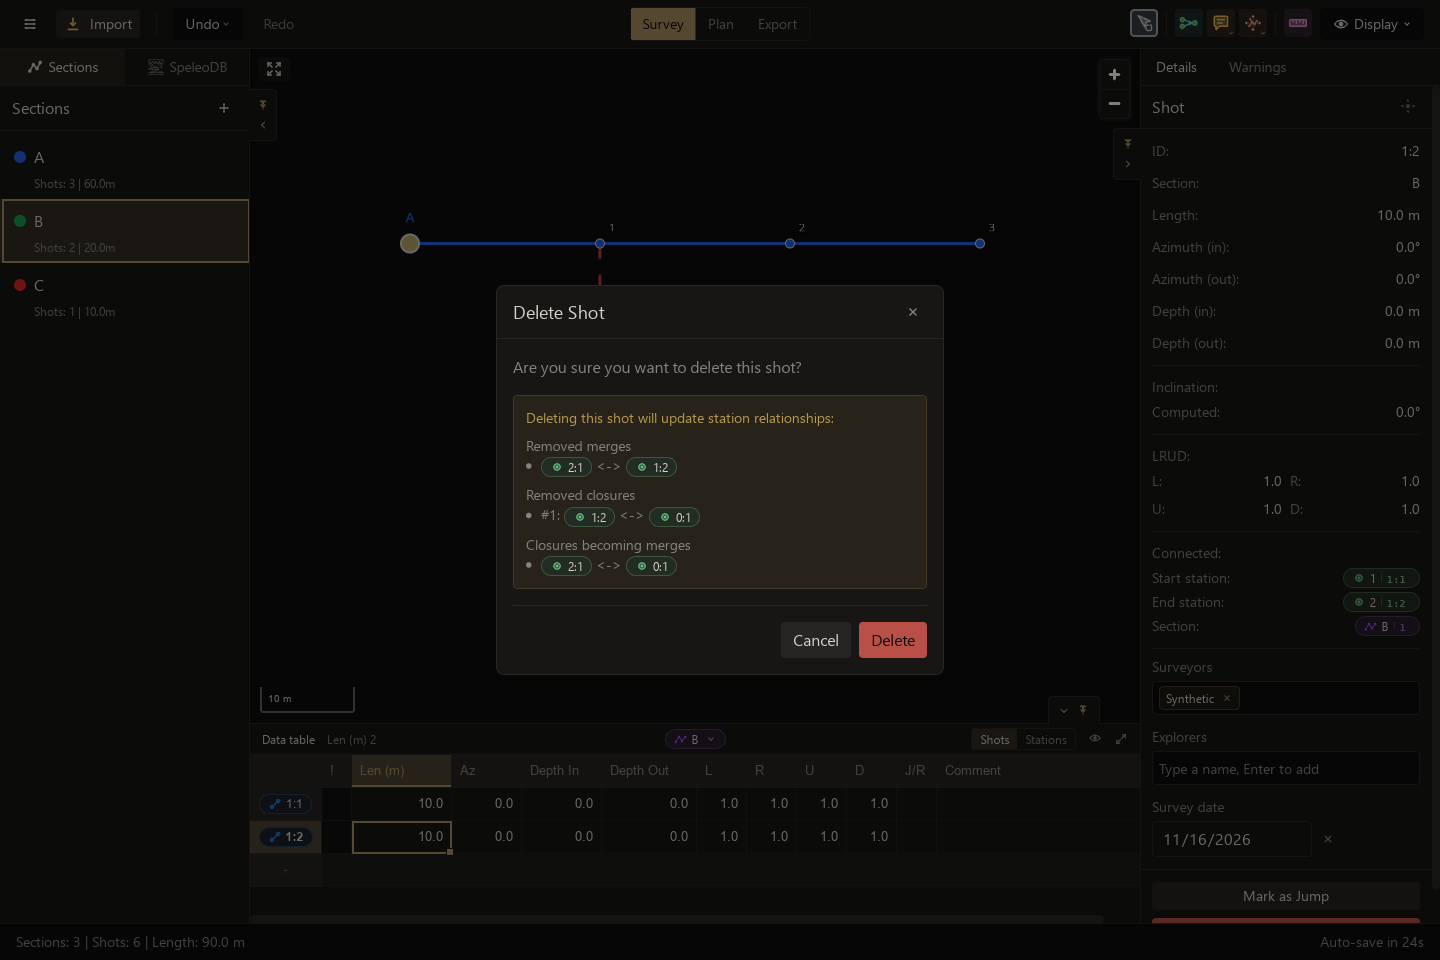 Import
Undo
Redo
Survey
Plan
Export
Display
Sections
SpeleoDB
Sections
+
A
Shots: 3 | 60.0m
B
Shots: 2 | 20.0m
C
Shots: 1 | 10.0m
A
1
2
3
10 m
Delete Shot
Are you sure you want to delete this shot?
Deleting this shot will update station relationships:
Removed merges
• 2:1 <-> 1:2
Removed closures
• #1: 1:2 <-> 0:1
Closures becoming merges
• 2:1 <-> 0:1
Cancel
Delete
Data table
Len (m) 2
B
Shots
Stations
! Len (m) Az Depth In Depth Out L R U D J/R Comment
1:1 10.0 0.0 0.0 0.0 1.0 1.0 1.0 1.0
1:2 10.0 0.0 0.0 0.0 1.0 1.0 1.0 1.0
+
Details
Warnings
Shot
ID: 1:2
Section: B
Length: 10.0 m
Azimuth (in): 0.0°
Azimuth (out): 0.0°
Depth (in): 0.0 m
Depth (out): 0.0 m
Inclination:
Computed: 0.0°
LRUD:
L: 1.0 R: 1.0
U: 1.0 D: 1.0
Connected:
Start station: 1 | 1:1
End station: 2 | 1:2
Section: B | 1
Surveyors
Synthetic ×
Explorers
Type a name, Enter to add
Survey date
11/16/2026 ×
Mark as Jump
Sections: 3 | Shots: 6 | Length: 90.0 m
Auto-save in 24s